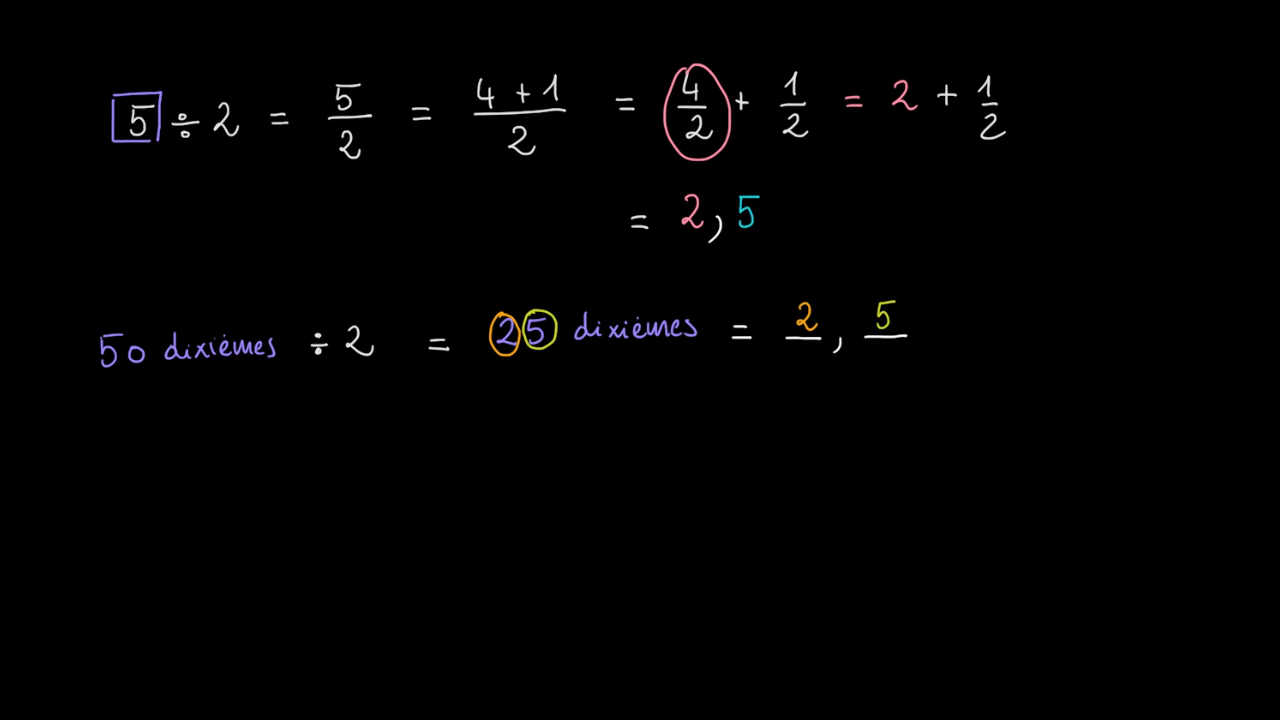 5 ÷ 2 = 5/2 = (4 + 1)/2 = 4/2 + 1/2 = 2 + 1/2
= 2,5
50 dixièmes ÷ 2 = 25 dixièmes = 2, 5